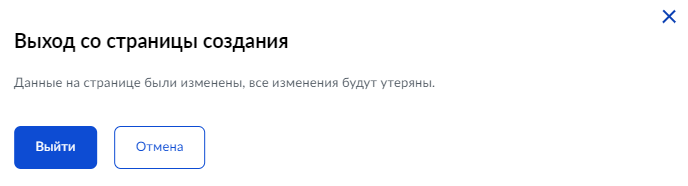 Выход со страницы создания
Данные на странице были изменены, все изменения будут утеряны.
Выйти
Отмена